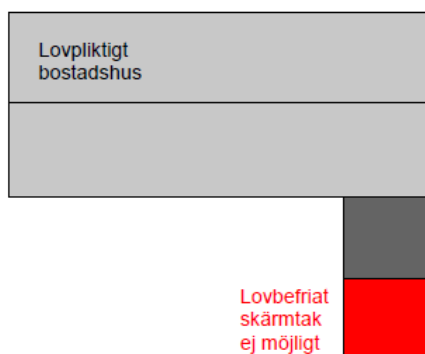 Lovpliktigt
bostadshus
Lovbefriat
skärmtak
ej möjligt